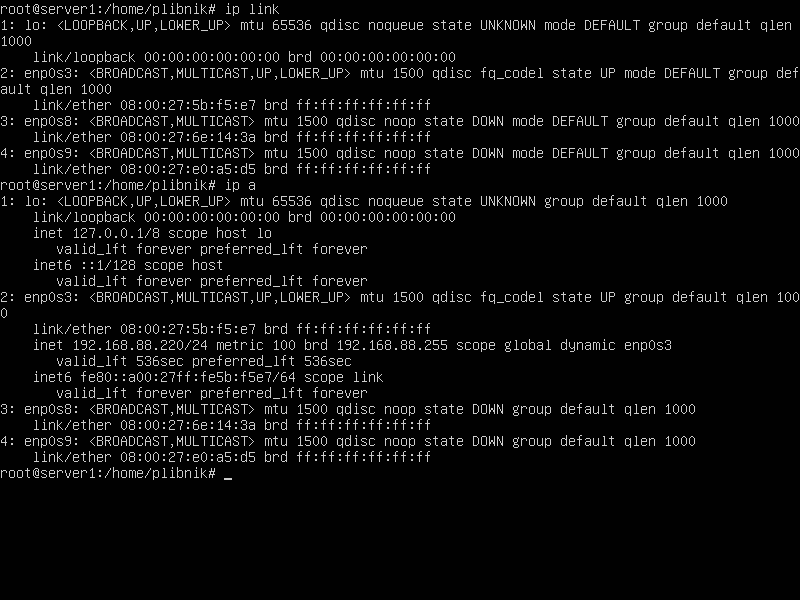 root@server1:/home/plibnik# ip link
1: lo: <LOOPBACK,UP,LOWER_UP> mtu 65536 qdisc noqueue state UNKNOWN mode DEFAULT group default qlen
1000
    link/loopback 00:00:00:00:00:00 brd 00:00:00:00:00:00
2: enp0s3: <BROADCAST,MULTICAST,UP,LOWER_UP> mtu 1500 qdisc fq_codel state UP mode DEFAULT group def
ault qlen 1000
    link/ether 08:00:27:5b:f5:e7 brd ff:ff:ff:ff:ff:ff
3: enp0s8: <BROADCAST,MULTICAST> mtu 1500 qdisc noop state DOWN mode DEFAULT group default qlen 1000
    link/ether 08:00:27:6e:14:3a brd ff:ff:ff:ff:ff:ff
4: enp0s9: <BROADCAST,MULTICAST> mtu 1500 qdisc noop state DOWN mode DEFAULT group default qlen 1000
    link/ether 08:00:27:e0:a5:d5 brd ff:ff:ff:ff:ff:ff
root@server1:/home/plibnik# ip a
1: lo: <LOOPBACK,UP,LOWER_UP> mtu 65536 qdisc noqueue state UNKNOWN group default qlen 1000
    link/loopback 00:00:00:00:00:00 brd 00:00:00:00:00:00
    inet 127.0.0.1/8 scope host lo
       valid_lft forever preferred_lft forever
    inet6 ::1/128 scope host
       valid_lft forever preferred_lft forever
2: enp0s3: <BROADCAST,MULTICAST,UP,LOWER_UP> mtu 1500 qdisc fq_codel state UP group default qlen 100
0
    link/ether 08:00:27:5b:f5:e7 brd ff:ff:ff:ff:ff:ff
    inet 192.168.88.220/24 metric 100 brd 192.168.88.255 scope global dynamic enp0s3
       valid_lft 536sec preferred_lft 536sec
    inet6 fe80::a00:27ff:fe5b:f5e7/64 scope link
       valid_lft forever preferred_lft forever
3: enp0s8: <BROADCAST,MULTICAST> mtu 1500 qdisc noop state DOWN group default qlen 1000
    link/ether 08:00:27:6e:14:3a brd ff:ff:ff:ff:ff:ff
4: enp0s9: <BROADCAST,MULTICAST> mtu 1500 qdisc noop state DOWN group default qlen 1000
    link/ether 08:00:27:e0:a5:d5 brd ff:ff:ff:ff:ff:ff
root@server1:/home/plibnik# _